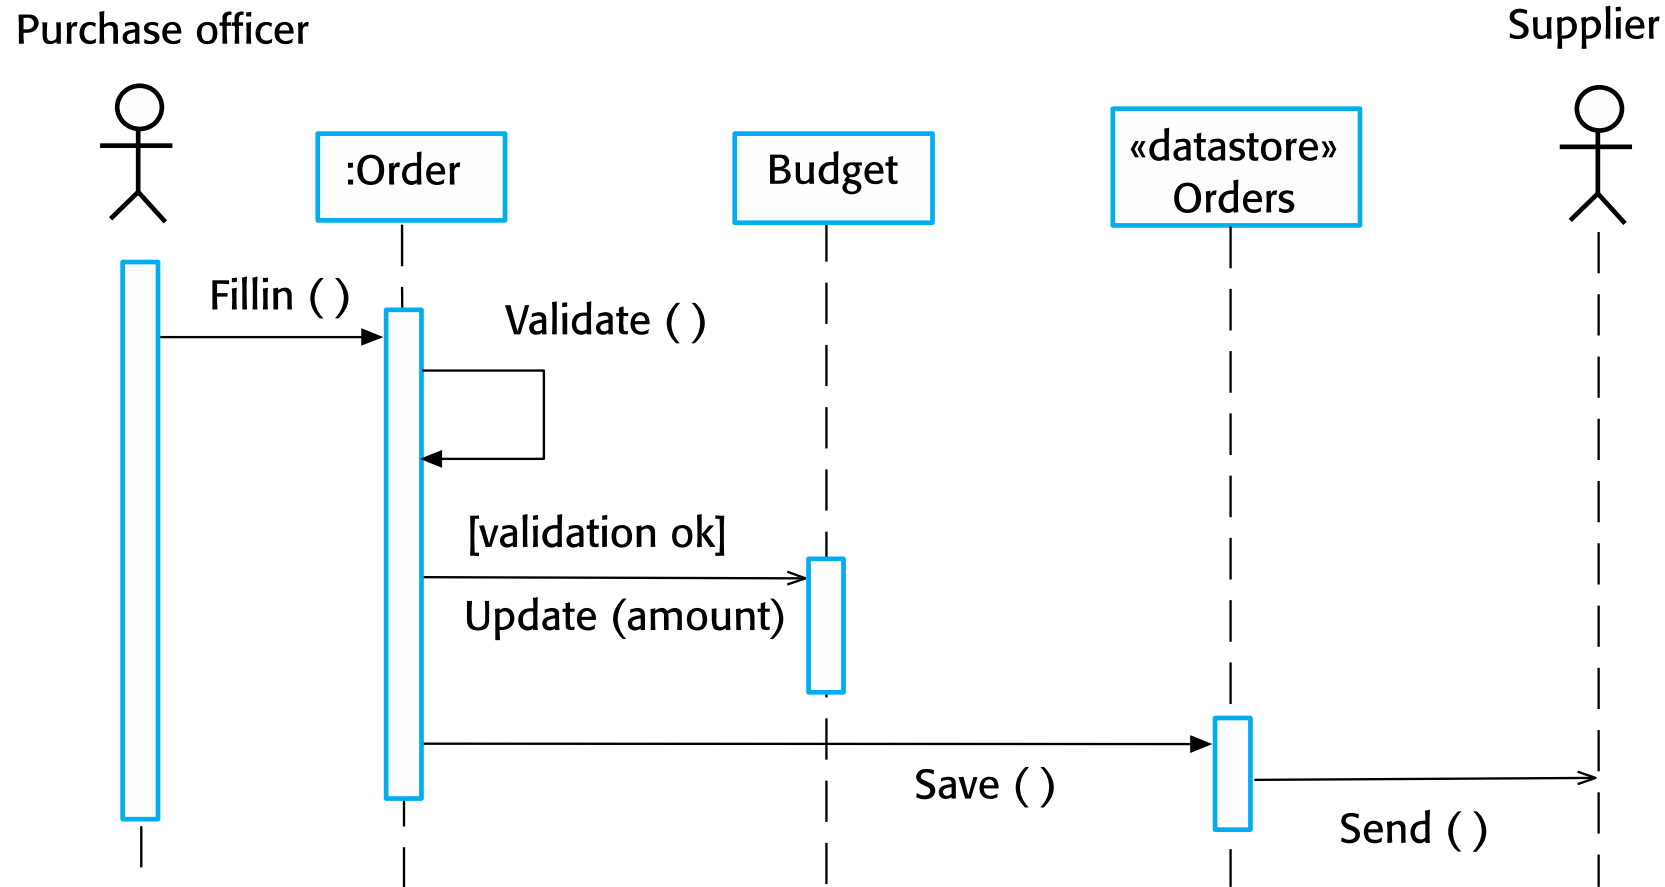 Purchase officer
Supplier
:Order
Budget
«datastore»
Orders
Fillin ( )
Validate ( )
[validation ok]
Update (amount)
Save ( )
Send ( )